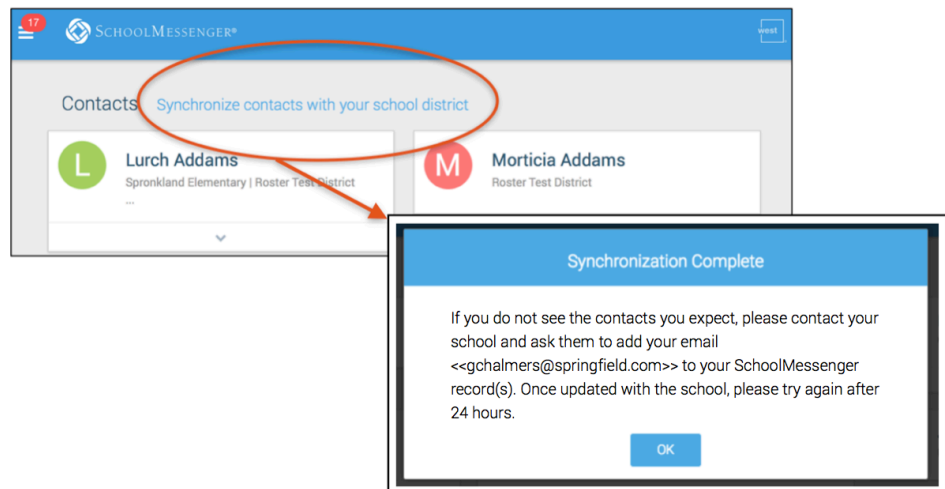 17
SCHOOLMESSENGER®
west
Contacts Synchronize contacts with your school district
L
Lurch Addams
Spronkland Elementary | Roster Test District
...
M
Morticia Addams
Roster Test District
Synchronization Complete
If you do not see the contacts you expect, please contact your
school and ask them to add your email
<<gchalmers@springfield.com>> to your SchoolMessenger
record(s). Once updated with the school, please try again after
24 hours.
OK